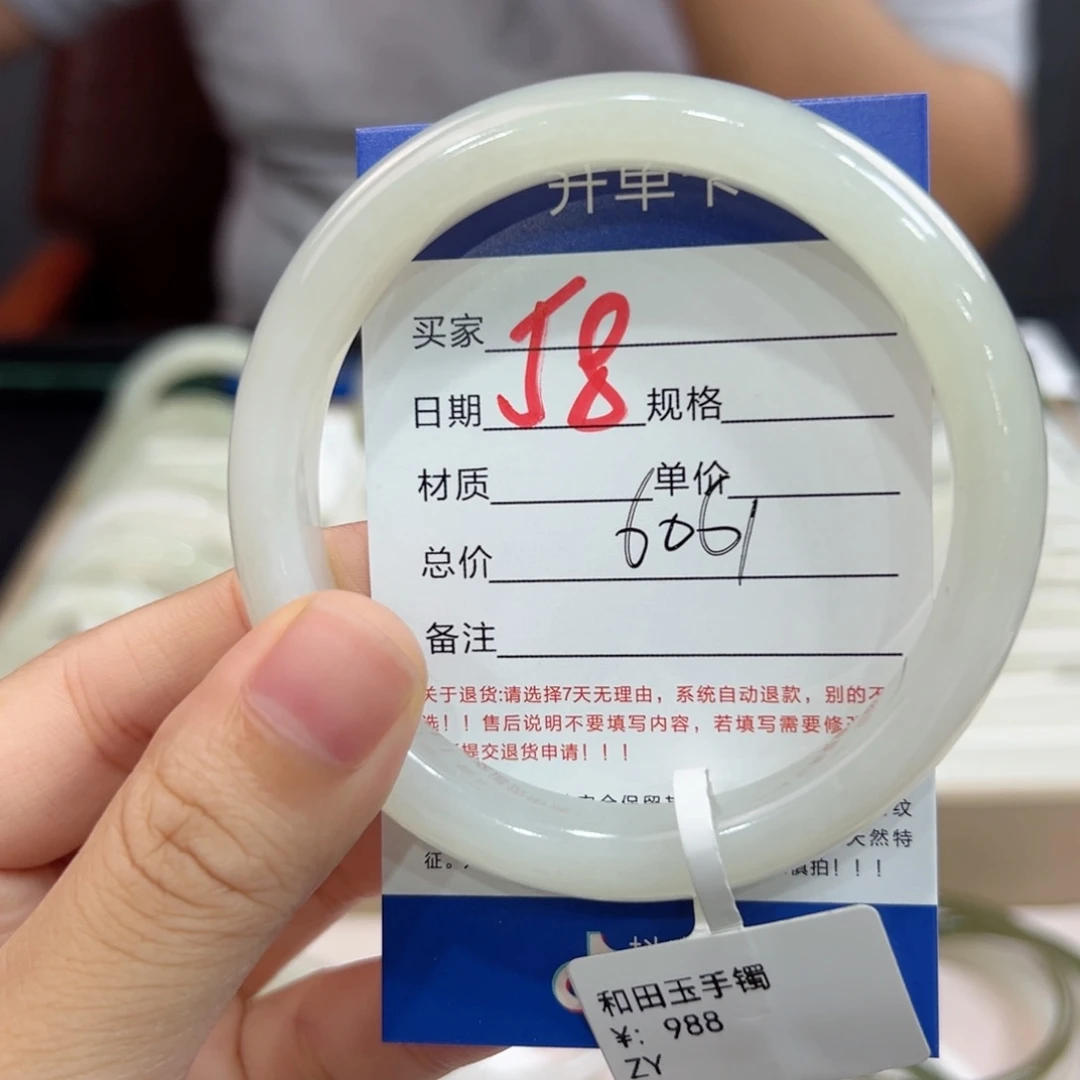 开单卡
买家
58
日期 规格
材质 单价
6061
总价
备注
关于退货:请选择7天无理由，系统自动退款，别的不
选！！售后说明不要填写内容，若填写需要修
提交退货申请！！！
纹
天然特
征。 慎拍！！！
和田玉手镯
¥: 988
ZY